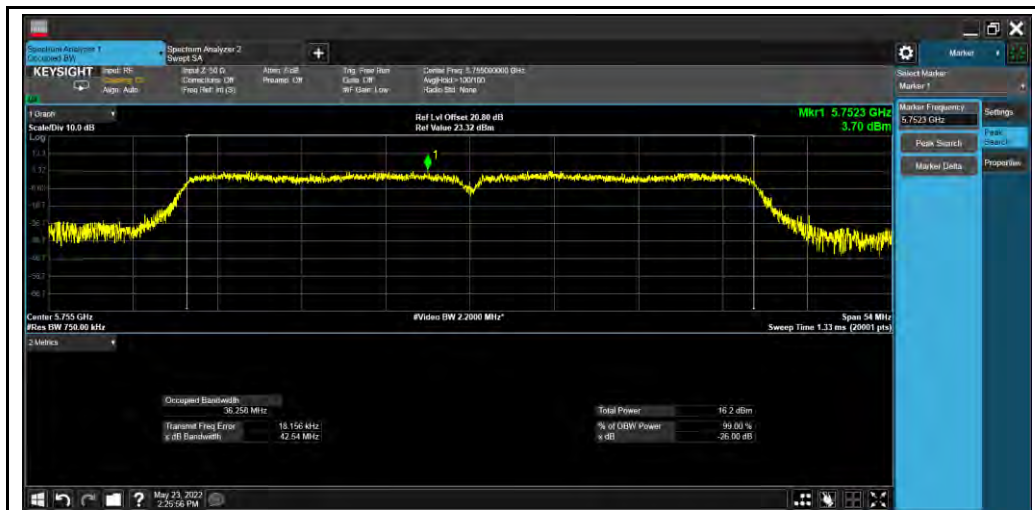 Spectrum Analyzer 1
Occupied BW
Spectrum Analyzer 2
Swept SA
+
Marker
KEYSIGHT
Input: RF
Align: Auto
Input Z: 50 Ω
Corrections: Off
Freq Ref: Int (S)
Atten: 6 dB
Preamp: Off
Trig: Free Run
Gate: Off
#IF Gain: Low
Center Freq: 5.755000000 GHz
Avg|Hold:>100/100
Radio Std: None
Select Marker
Marker 1
1 Graph
Scale/Div 10.0 dB
Log
Ref Lvl Offset 20.80 dB
Ref Value 23.32 dBm
Mkr1 5.7523 GHz
3.70 dBm
1
Marker Frequency
5.7523 GHz
Settings
Peak Search
Peak Search
Marker Delta
Properties
Center 5.755 GHz
#Res BW 750.00 kHz
#Video BW 2.2000 MHz*
Span 54 MHz
Sweep Time 1.33 ms (20001 pts)
2 Metrics
Occupied Bandwidth
36.258 MHz
Transmit Freq Error 18.156 kHz
x dB Bandwidth 42.54 MHz
Total Power 16.2 dBm
% of OBW Power 99.00 %
x dB -26.00 dB
?
May 23, 2022
2:25:56 PM